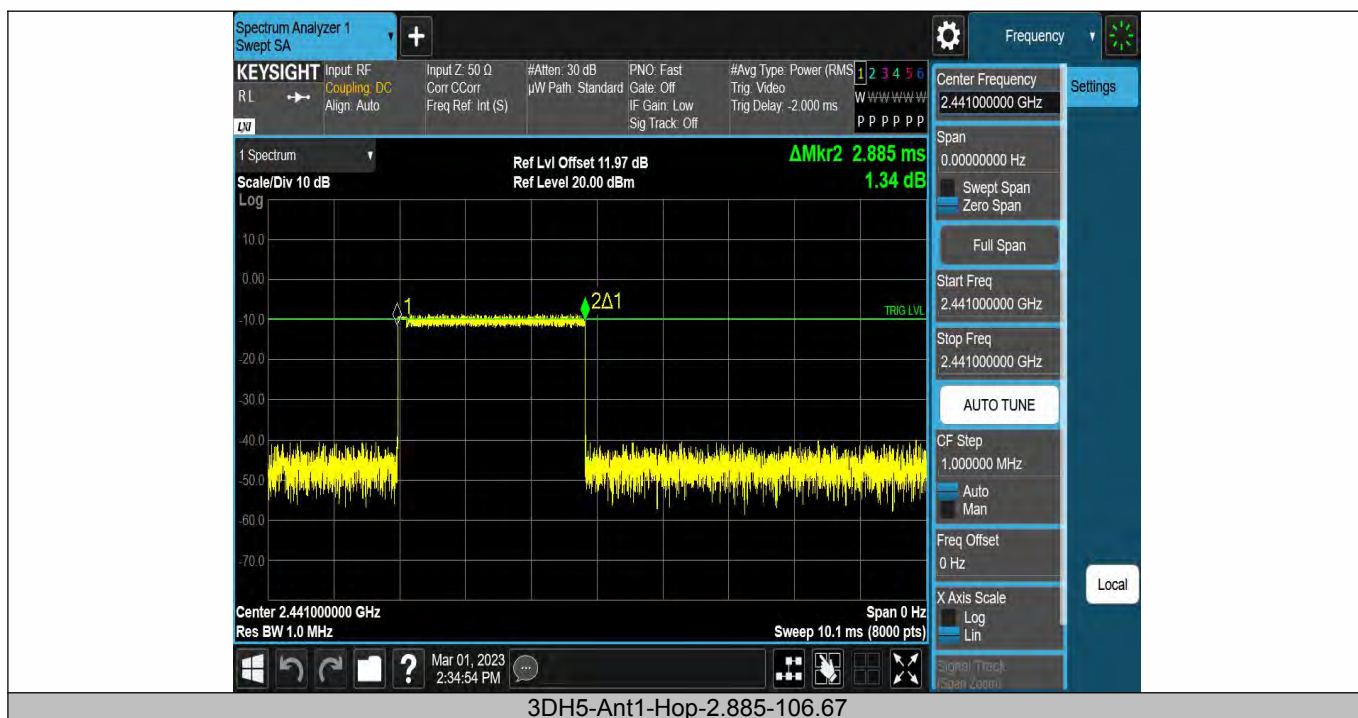 Spectrum Analyzer 1
Swept SA
Frequency
KEYSIGHT
R L
LXI
Input: RF
Coupling: DC
Align: Auto
Input Z: 50 Ω
Corr CCorr
Freq Ref: Int (S)
#Atten: 30 dB
µW Path: Standard
PNO: Fast
Gate: Off
IF Gain: Low
Sig Track: Off
#Avg Type: Power (RMS
Trig: Video
Trig Delay: -2.000 ms
1 2 3 4 5 6
W W W W W W
P P P P P P
1 Spectrum
Scale/Div 10 dB
Log
Ref Lvl Offset 11.97 dB
Ref Level 20.00 dBm
ΔMkr2 2.885 ms
1.34 dB
10.0
0.00
-10.0
-20.0
-30.0
-40.0
-50.0
-60.0
-70.0
1
2Δ1
TRIG LVL
Center 2.441000000 GHz
Res BW 1.0 MHz
Span 0 Hz
Sweep 10.1 ms (8000 pts)
Center Frequency
2.441000000 GHz
Settings
Span
0.00000000 Hz
Swept Span
Zero Span
Full Span
Start Freq
2.441000000 GHz
Stop Freq
2.441000000 GHz
AUTO TUNE
CF Step
1.000000 MHz
Auto
Man
Freq Offset
0 Hz
X Axis Scale
Log
Lin
Signal Track
(Span Zoom)
Local
?
Mar 01, 2023
2:34:54 PM
3DH5-Ant1-Hop-2.885-106.67